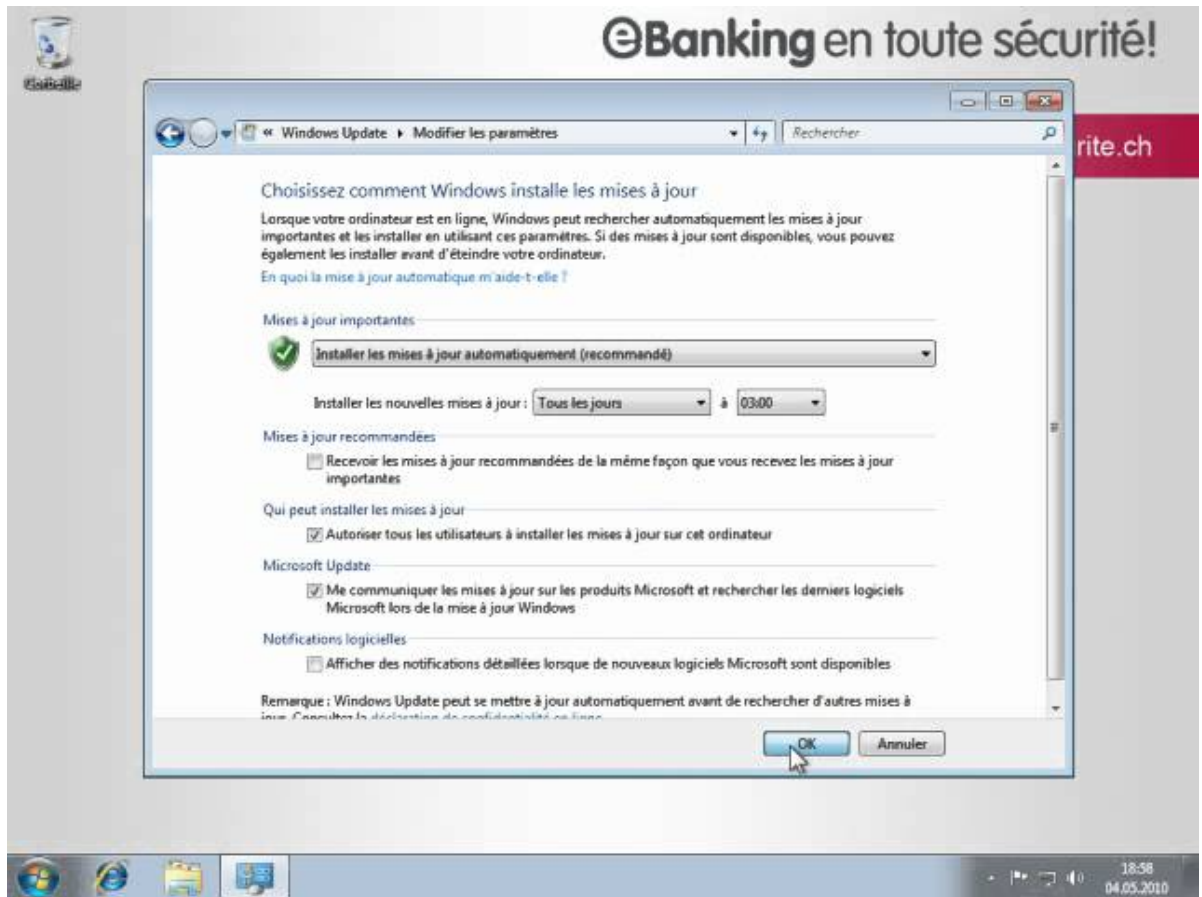 eBanking en toute sécurité!
Corbeille
« Windows Update ▸ Modifier les paramètres
Rechercher
rite.ch
Choisissez comment Windows installe les mises à jour
Lorsque votre ordinateur est en ligne, Windows peut rechercher automatiquement les mises à jour
importantes et les installer en utilisant ces paramètres. Si des mises à jour sont disponibles, vous pouvez
également les installer avant d'éteindre votre ordinateur.
En quoi la mise à jour automatique m'aide-t-elle ?
Mises à jour importantes
Installer les mises à jour automatiquement (recommandé)
Installer les nouvelles mises à jour : Tous les jours à 03:00
Mises à jour recommandées
Recevoir les mises à jour recommandées de la même façon que vous recevez les mises à jour
importantes
Qui peut installer les mises à jour
Autoriser tous les utilisateurs à installer les mises à jour sur cet ordinateur
Microsoft Update
Me communiquer les mises à jour sur les produits Microsoft et rechercher les derniers logiciels
Microsoft lors de la mise à jour Windows
Notifications logicielles
Afficher des notifications détaillées lorsque de nouveaux logiciels Microsoft sont disponibles
Remarque : Windows Update peut se mettre à jour automatiquement avant de rechercher d'autres mises à
jour. Consultez la déclaration de confidentialité en ligne.
OK Annuler
18:58
04.05.2010